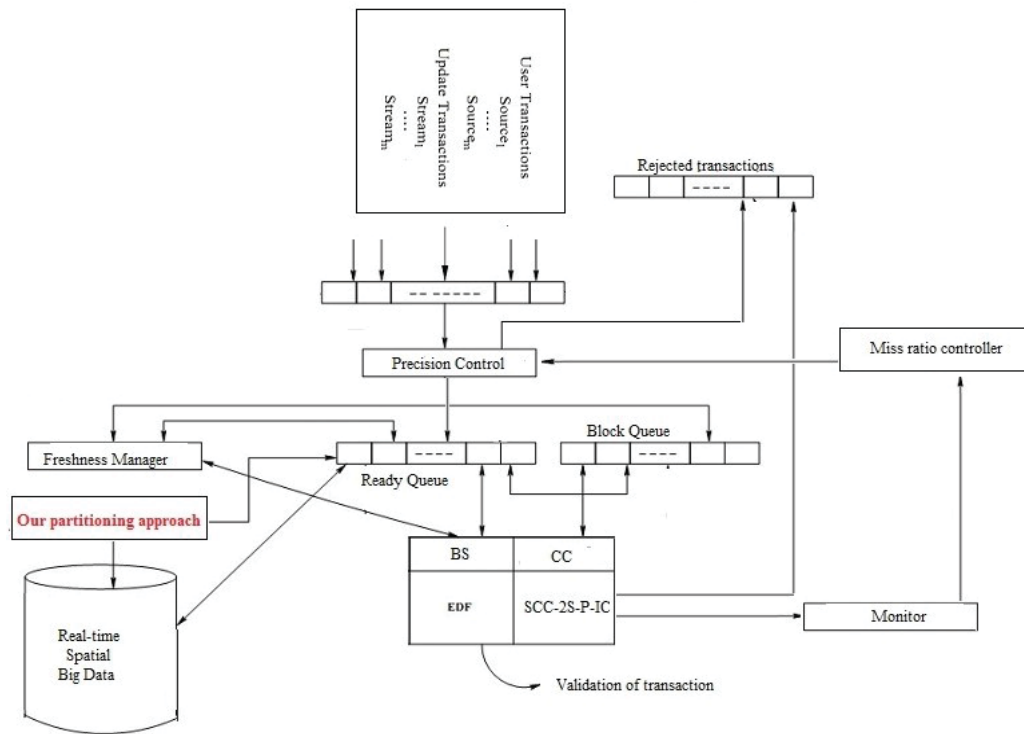 User Transactions
Source1
....
Sourcem
Update Transactions
Stream1
....
Streamm
Rejected transactions
Precision Control
Miss ratio controller
Block Queue
Freshness Manager
Ready Queue
Our partitioning approach
BS
CC
EDF
SCC-2S-P-IC
Monitor
Real-time
Spatial
Big Data
Validation of transaction